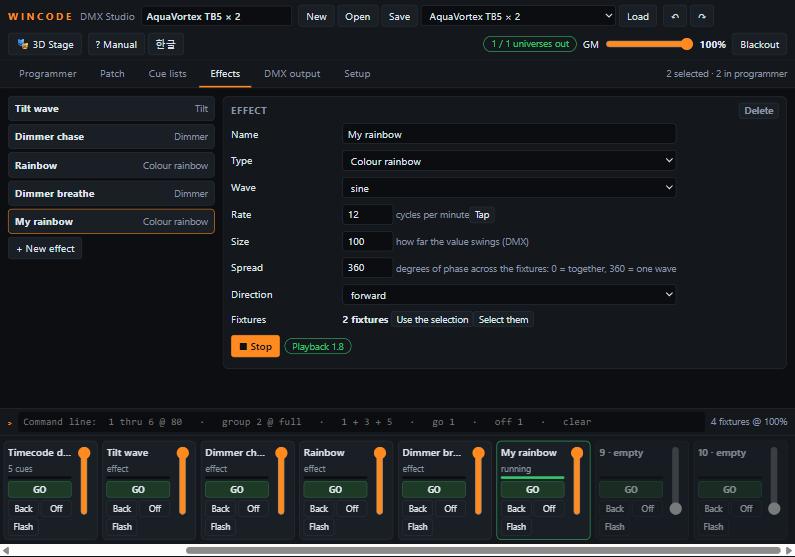 WINCODE DMX Studio AquaVortex TB5 × 2 New Open Save AquaVortex TB5 × 2 Load ↶ ↷
3D Stage ? Manual 한글 1 / 1 universes out GM 100% Blackout
Programmer Patch Cue lists Effects DMX output Setup 2 selected · 2 in programmer
Tilt wave Tilt
Dimmer chase Dimmer
Rainbow Colour rainbow
Dimmer breathe Dimmer
My rainbow Colour rainbow
+ New effect
EFFECT Delete
Name My rainbow
Type Colour rainbow
Wave sine
Rate 12 cycles per minute Tap
Size 100 how far the value swings (DMX)
Spread 360 degrees of phase across the fixtures: 0 = together, 360 = one wave
Direction forward
Fixtures 2 fixtures Use the selection Select them
■ Stop Playback 1.8
> Command line: 1 thru 6 @ 80 · group 2 @ full · 1 + 3 + 5 · go 1 · off 1 · clear 4 fixtures @ 100%
Timecode d... Tilt wave Dimmer ch... Rainbow Dimmer br... My rainbow 9 · empty 10 · empty
5 cues effect effect effect effect running
GO GO GO GO GO GO GO GO
Back Off Back Off Back Off Back Off Back Off Back Off Back Off Back Off
Flash Flash Flash Flash Flash Flash Flash Flash